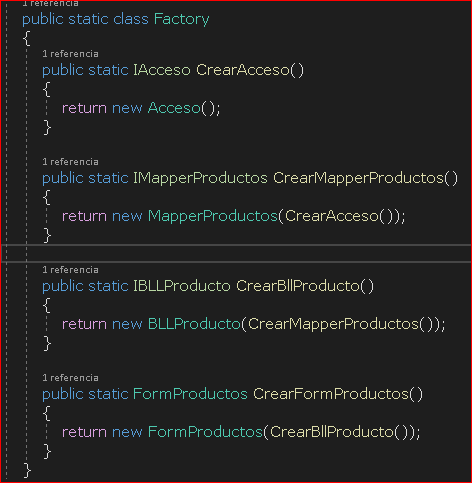 1 referencia
public static class Factory
{
1 referencia
public static IAcceso CrearAcceso()
{
return new Acceso();
}
1 referencia
public static IMapperProductos CrearMapperProductos()
{
return new MapperProductos(CrearAcceso());
}
1 referencia
public static IBLLProducto CrearBllProducto()
{
return new BLLProducto(CrearMapperProductos());
}
1 referencia
public static FormProductos CrearFormProductos()
{
return new FormProductos(CrearBllProducto());
}
}